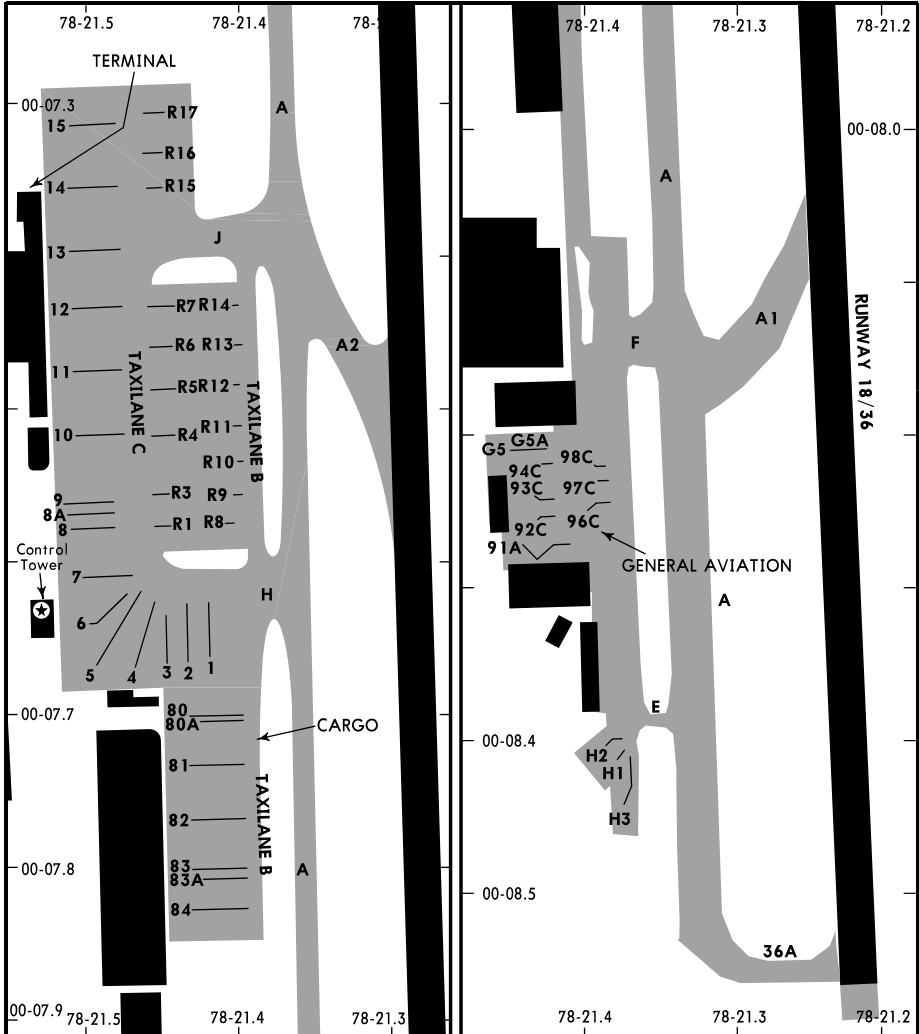 78-21.5
78-21.4
78-21.
TERMINAL
00-07.3
15
R17
A
R16
14
R15
J
13
12
R7
R14
R6
R13
A2
11
TAXILANE C
R5
R12
TAXILANE B
R11
10
R4
R10
R3
R9
9
8A
8
R1
R8
Control
Tower
7
H
6
5
4
3
2
1
00-07.7
80
80A
CARGO
81
TAXILANE B
82
83
83A
00-07.8
A
84
00-07.9
78-21.5
78-21.4
78-21.3
78-21.4
78-21.3
78-21.2
00-08.0
A
A1
RUNWAY 18/36
F
G5
G5A
94C
98C
93C
97C
92C
96C
91A
GENERAL AVIATION
A
E
00-08.4
H2
H1
H3
00-08.5
36A
78-21.4
78-21.3
78-21.2